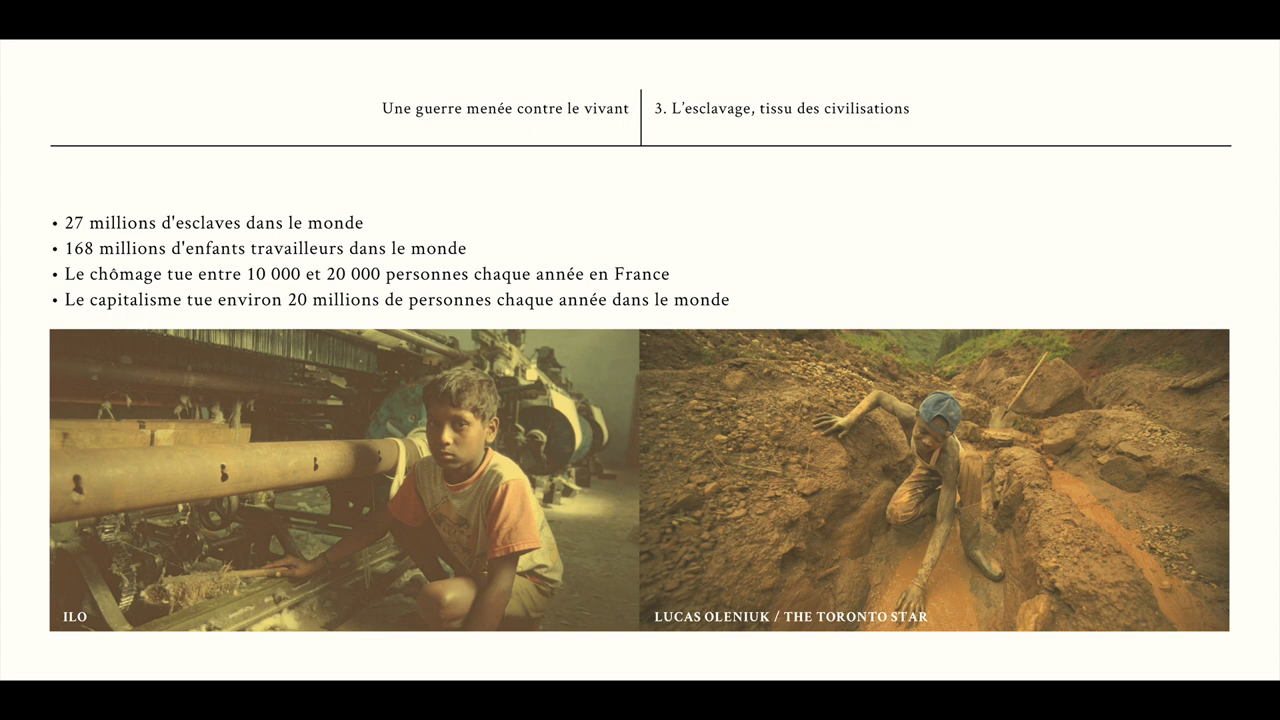 Une guerre menée contre le vivant
3. L’esclavage, tissu des civilisations
• 27 millions d'esclaves dans le monde
• 168 millions d'enfants travailleurs dans le monde
• Le chômage tue entre 10 000 et 20 000 personnes chaque année en France
• Le capitalisme tue environ 20 millions de personnes chaque année dans le monde
ILO
LUCAS OLENIUK / THE TORONTO STAR